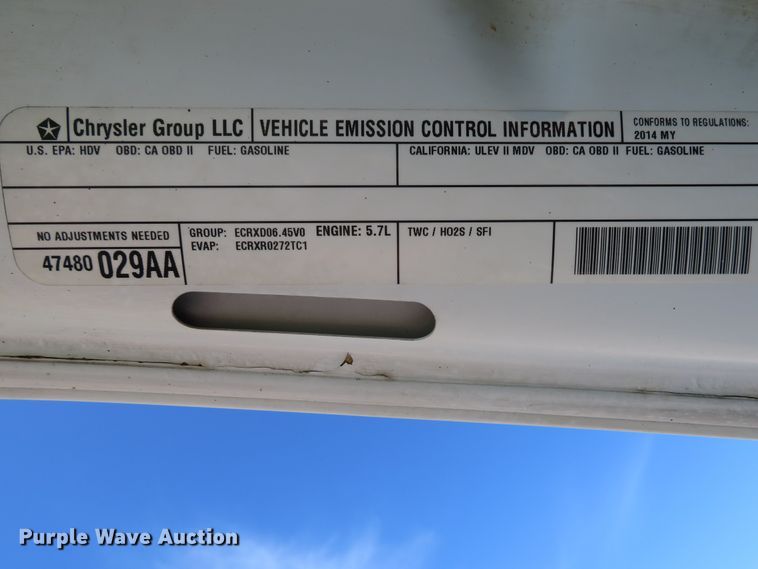 Chrysler Group LLC
VEHICLE EMISSION CONTROL INFORMATION
CONFORMS TO REGULATIONS:
2014 MY
U.S. EPA: HDV OBD: CA OBD II FUEL: GASOLINE
CALIFORNIA: ULEV II MDV OBD: CA OBD II FUEL: GASOLINE
NO ADJUSTMENTS NEEDED
47480 029AA
GROUP: ECRXD06.45V0 ENGINE: 5.7L
EVAP: ECRXR0272TC1
TWC / HO2S / SFI
Purple Wave Auction